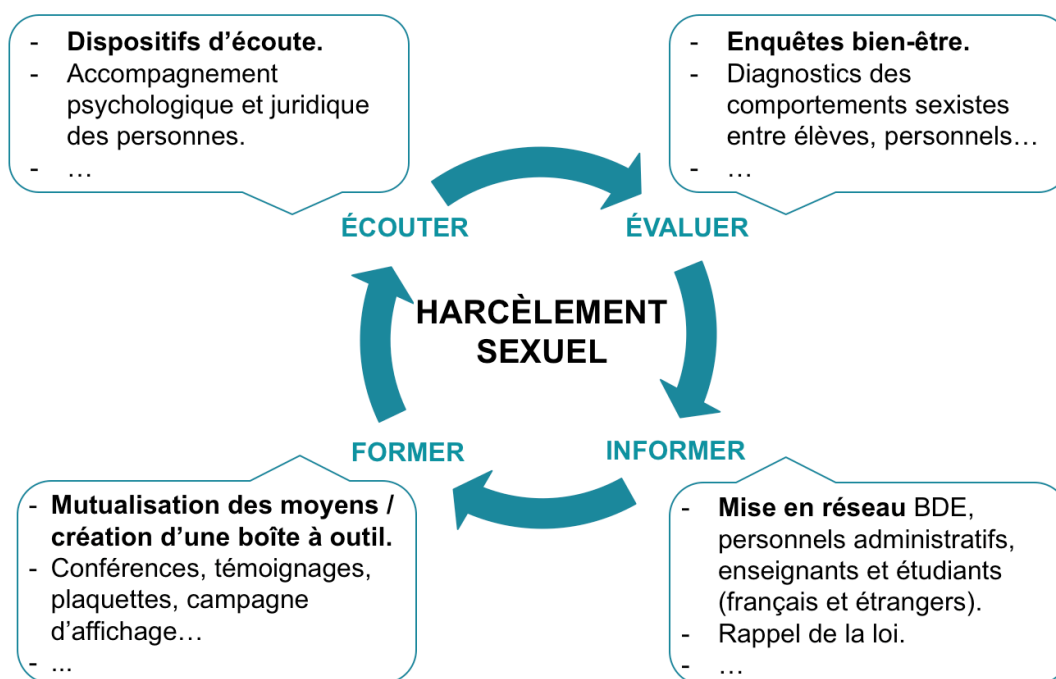 - Dispositifs d'écoute.
- Accompagnement
psychologique et juridique
des personnes.
- …
- Enquêtes bien-être.
- Diagnostics des
comportements sexistes
entre élèves, personnels…
- …
ÉCOUTER
ÉVALUER
HARCÈLEMENT
SEXUEL
FORMER
INFORMER
- Mutualisation des moyens /
création d'une boîte à outil.
- Conférences, témoignages,
plaquettes, campagne
d'affichage…
- ...
- Mise en réseau BDE,
personnels administratifs,
enseignants et étudiants
(français et étrangers).
- Rappel de la loi.
- …